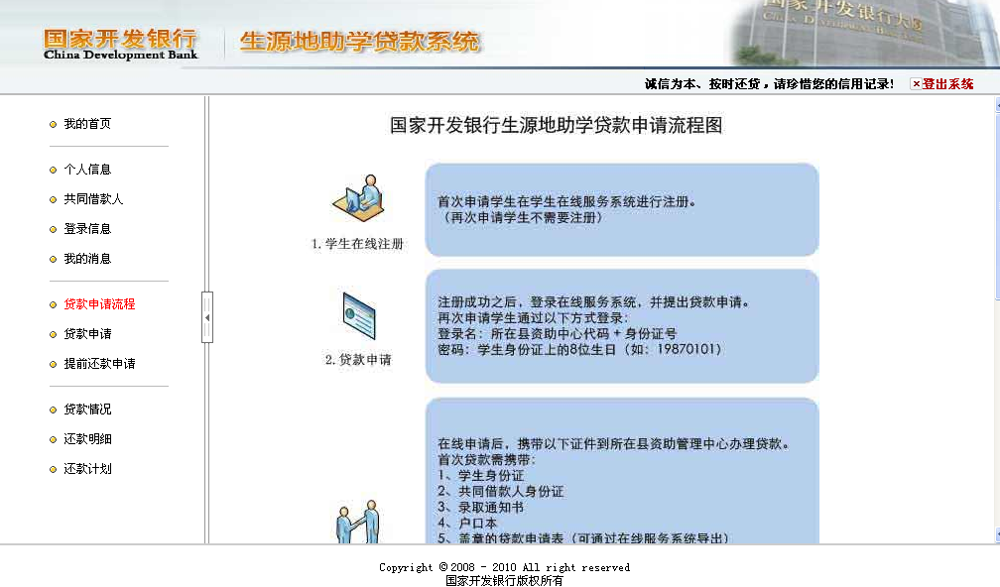 国家开发银行
China Development Bank
生源地助学贷款系统
国家开发银行大厦
诚信为本、按时还贷，请珍惜您的信用记录！
登出系统
我的首页
个人信息
共同借款人
登录信息
我的消息
贷款申请流程
贷款申请
提前还款申请
贷款情况
还款明细
还款计划
国家开发银行生源地助学贷款申请流程图
1.学生在线注册
首次申请学生在学生在线服务系统进行注册。
（再次申请学生不需要注册）
2.贷款申请
注册成功之后，登录在线服务系统，并提出贷款申请。
再次申请学生通过以下方式登录：
登录名：所在县资助中心代码 + 身份证号
密码：学生身份证上的8位生日（如：19870101）
在线申请后，携带以下证件到所在县资助管理中心办理贷款。
首次贷款需携带：
1、学生身份证
2、共同借款人身份证
3、录取通知书
4、户口本
5、盖章的贷款申请表（可通过在线服务系统导出）
Copyright ©2008 - 2010 All right reserved
国家开发银行版权所有